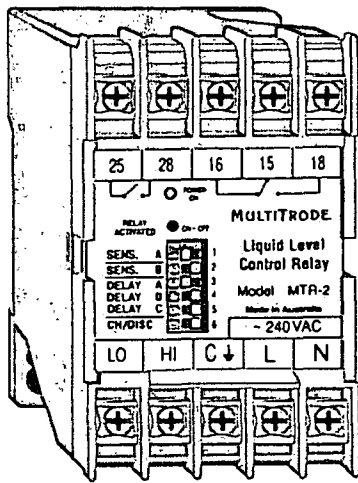 25 28 16 15 18
POWER ON
RELAY ACTIVATED
ON - OFF
MULTITRODE
Liquid Level
Control Relay
Model MTR-2
Made in Australia
~ 240VAC
SENS. A 1
SENS. B 2
DELAY A 3
DELAY B 4
DELAY C 5
CH/DISC 6
LO HI C L N